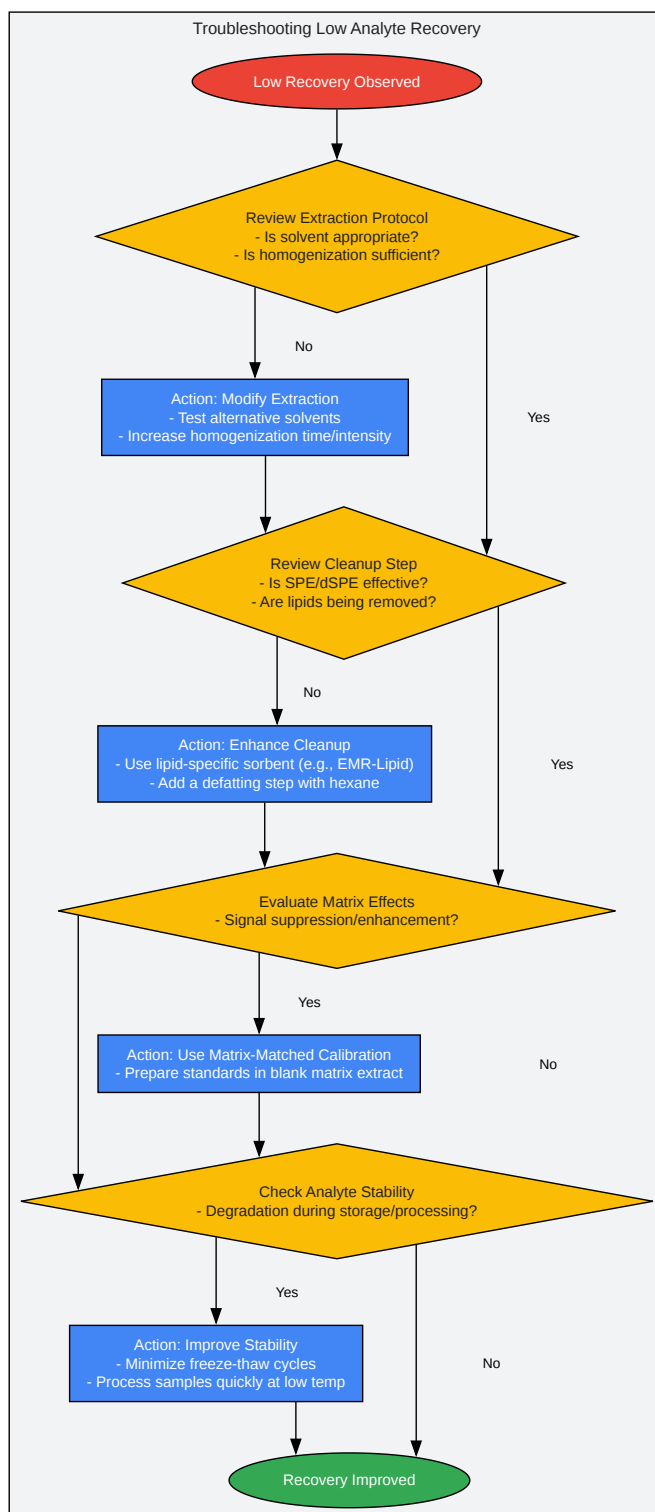 Troubleshooting Low Analyte Recovery
Low Recovery Observed
Review Extraction Protocol
- Is solvent appropriate?
- Is homogenization sufficient?
No
Action: Modify Extraction
- Test alternative solvents
- Increase homogenization time/intensity
Yes
Review Cleanup Step
- Is SPE/dSPE effective?
- Are lipids being removed?
No
Action: Enhance Cleanup
- Use lipid-specific sorbent (e.g., EMR-Lipid)
- Add a defatting step with hexane
Yes
Evaluate Matrix Effects
- Signal suppression/enhancement?
Yes
Action: Use Matrix-Matched Calibration
- Prepare standards in blank matrix extract
No
Check Analyte Stability
- Degradation during storage/processing?
Yes
Action: Improve Stability
- Minimize freeze-thaw cycles
- Process samples quickly at low temp
No
Recovery Improved